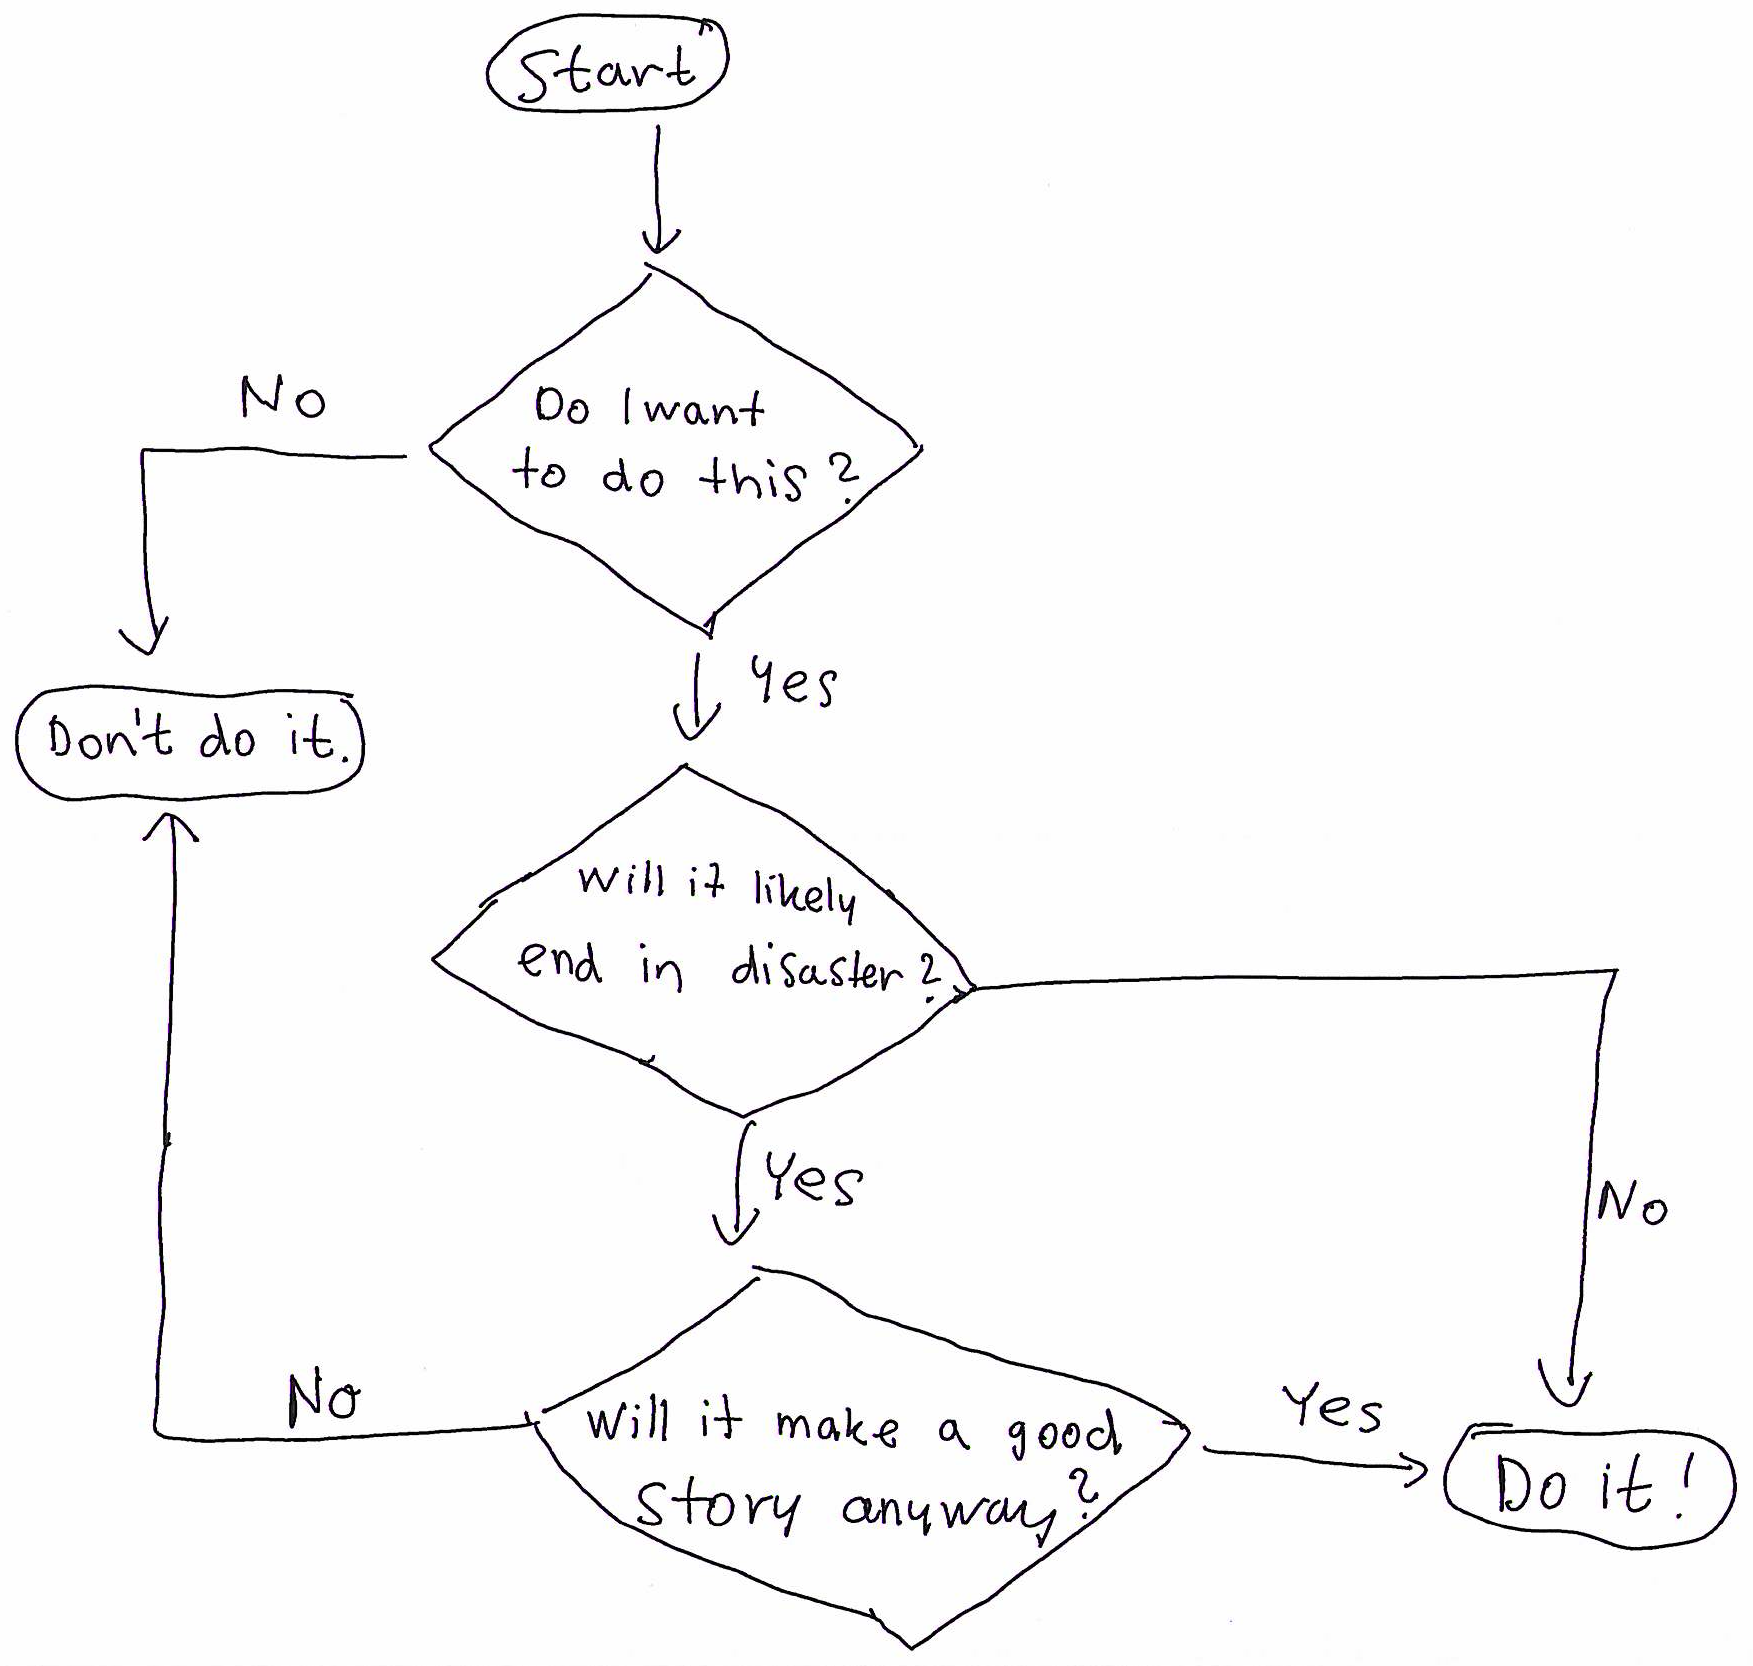 Start
No
Do I want
to do this?
Yes
Don't do it.
Will it likely
end in disaster?
Yes
No
No
Will it make a good
story anyway?
Yes
Do it!